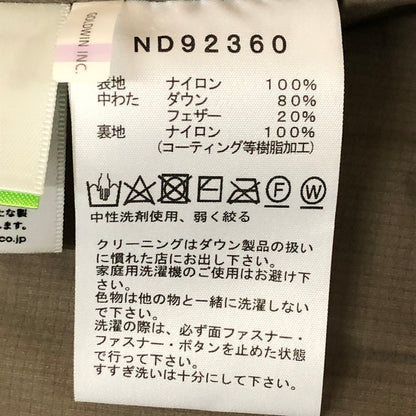 GOLDWIN INC.
ND92360
表地 ナイロン 100%
中わた ダウン 80%
フェザー 20%
裏地 ナイロン 100%
(コーティング等樹脂加工)
F W
中性洗剤使用、弱く絞る
クリーニングはダウン製品の扱い
に慣れた店にお出し下さい。
家庭用洗濯機のご使用はお避け下
さい。
色物は他の物と一緒に洗濯しないで
下さい。
洗濯の際は、必ず面ファスナー・
ファスナー・ボタンを止めた状態
で行って下さい。
すすぎ洗いは十分にして下さい。
たな製
co.jp